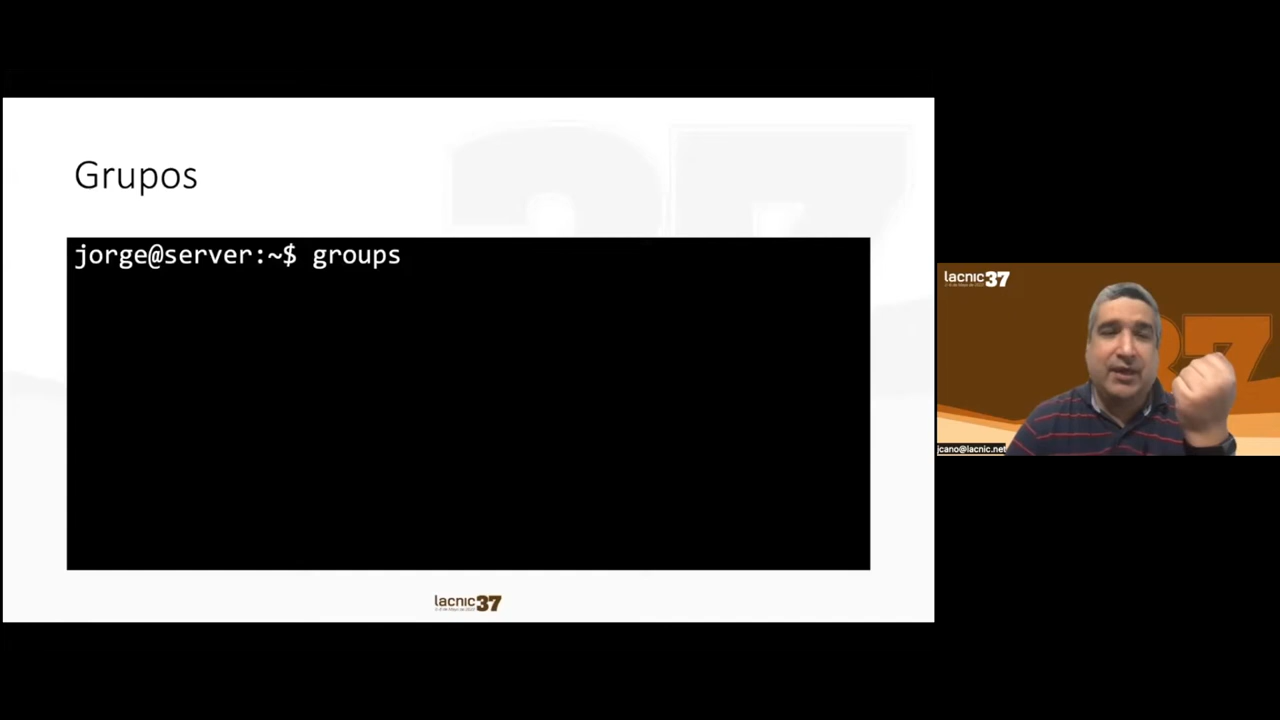 Grupos
jorge@server:~$ groups
lacnic37
lacnic37
jcano@lacnic.net